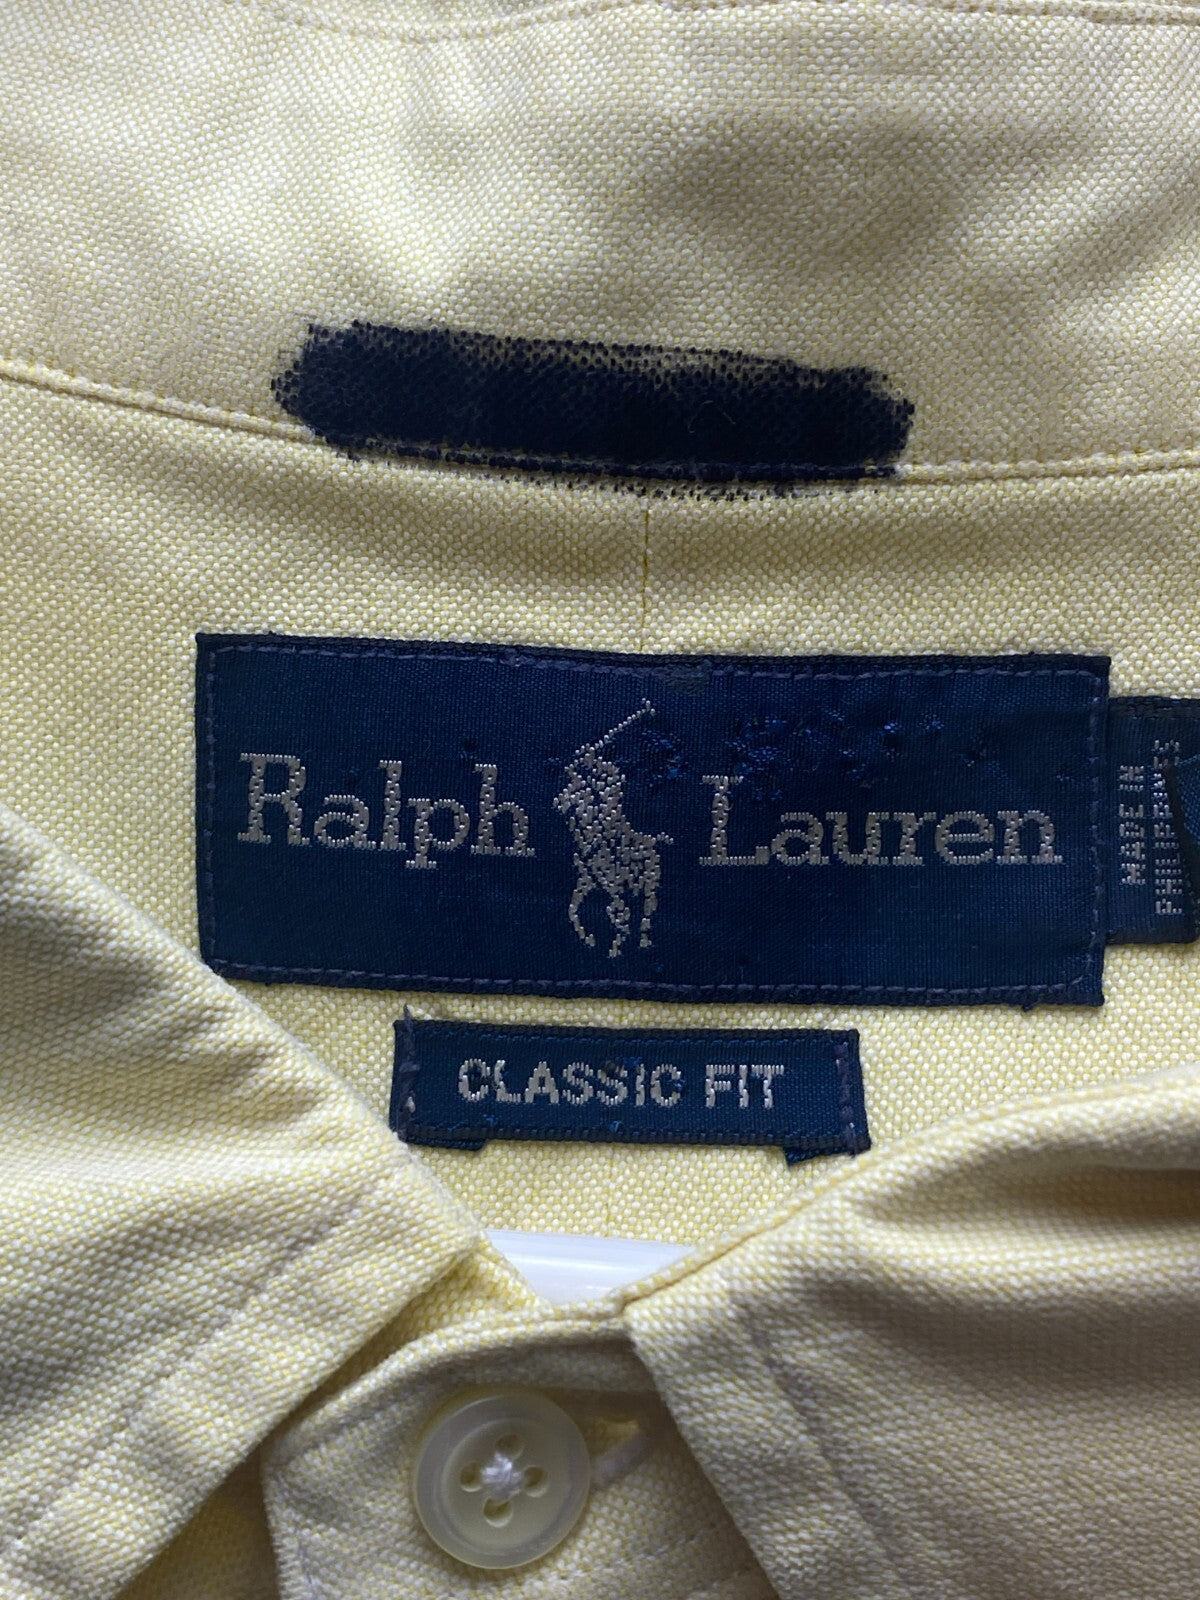 Ralph Lauren
MADE IN
PHILIPPINES
CLASSIC FIT